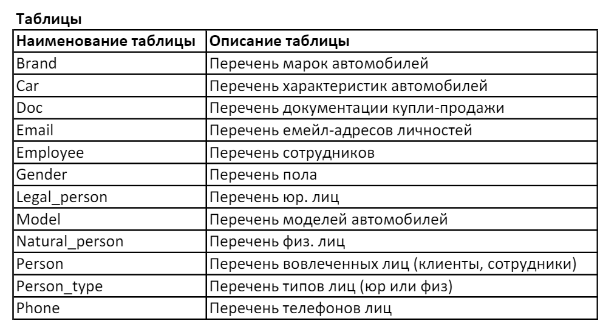 Таблицы
Наименование таблицы Описание таблицы
Brand Перечень марок автомобилей
Car Перечень характеристик автомобилей
Doc Перечень документации купли-продажи
Email Перечень емейл-адресов личностей
Employee Перечень сотрудников
Gender Перечень пола
Legal_person Перечень юр. лиц
Model Перечень моделей автомобилей
Natural_person Перечень физ. лиц
Person Перечень вовлеченных лиц (клиенты, сотрудники)
Person_type Перечень типов лиц (юр или физ)
Phone Перечень телефонов лиц